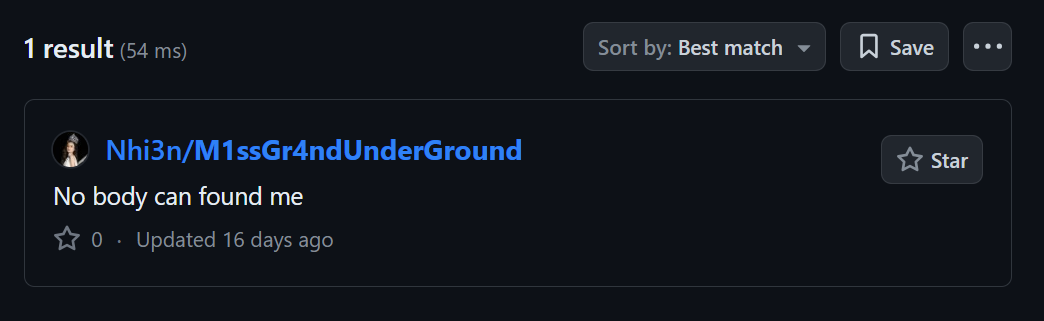 1 result (54 ms)
Sort by: Best match
Save
Nhi3n/M1ssGr4ndUnderGround
Star
No body can found me
0 · Updated 16 days ago